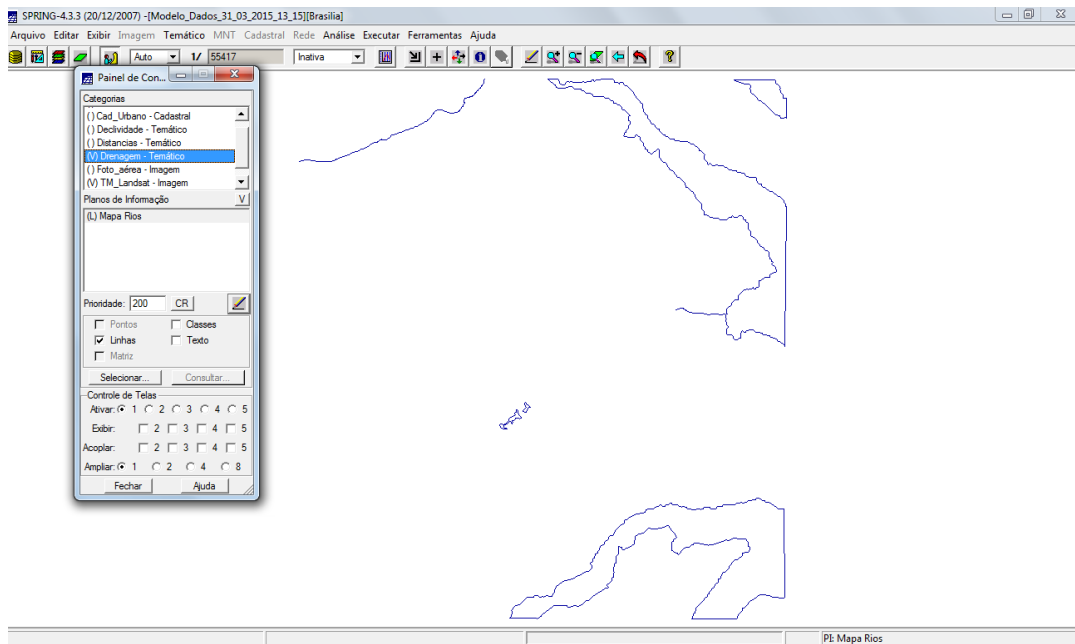 SPRING-4.3.3 (20/12/2007) -[Modelo_Dados_31_03_2015_13_15][Brasilia]
Arquivo Editar Exibir Imagem Temático MNT Cadastral Rede Análise Executar Ferramentas Ajuda
Auto 1/ 55417 Inativa
Painel de Con...
Categorias
() Cad_Urbano - Cadastral
() Declividade - Temático
() Distancias - Temático
(V) Drenagem - Temático
() Foto_aérea - Imagem
(V) TM_Landsat - Imagem
Planos de Informação V
(L) Mapa Rios
Prioridade: 200 CR
Pontos Classes
Linhas Texto
Matriz
Selecionar... Consultar...
Controle de Telas
Ativar: 1 2 3 4 5
Exibir: 2 3 4 5
Acoplar: 2 3 4 5
Ampliar: 1 2 4 8
Fechar Ajuda
PI: Mapa Rios